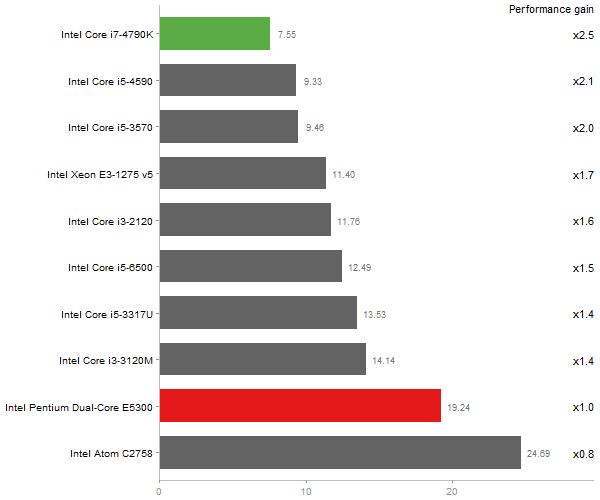 Performance gain
Intel Core i7-4790K 7.55 x2.5
Intel Core i5-4590 9.33 x2.1
Intel Core i5-3570 9.46 x2.0
Intel Xeon E3-1275 v5 11.40 x1.7
Intel Core i3-2120 11.76 x1.6
Intel Core i5-6500 12.49 x1.5
Intel Core i5-3317U 13.53 x1.4
Intel Core i3-3120M 14.14 x1.4
Intel Pentium Dual-Core E5300 19.24 x1.0
Intel Atom C2758 24.69 x0.8
0 10 20